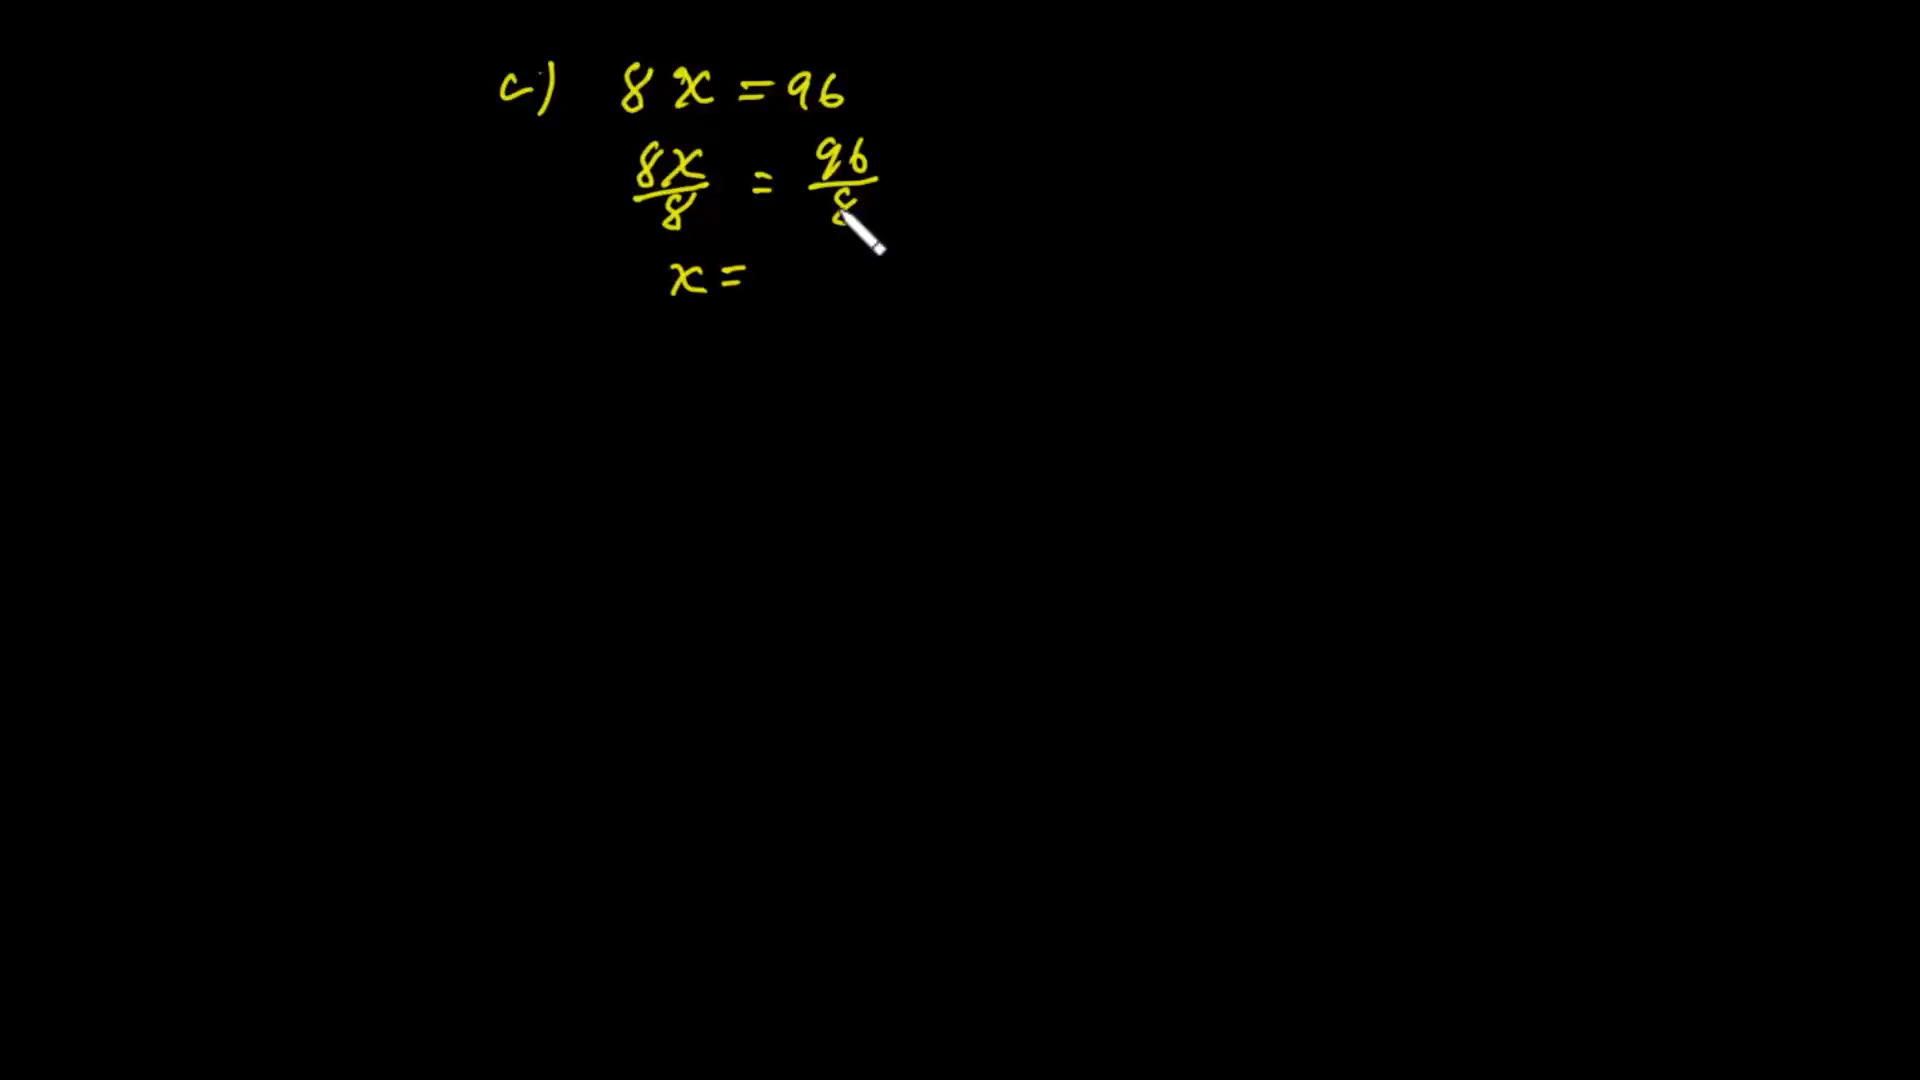 c) 8x = 96
8x/8 = 96/8
x =